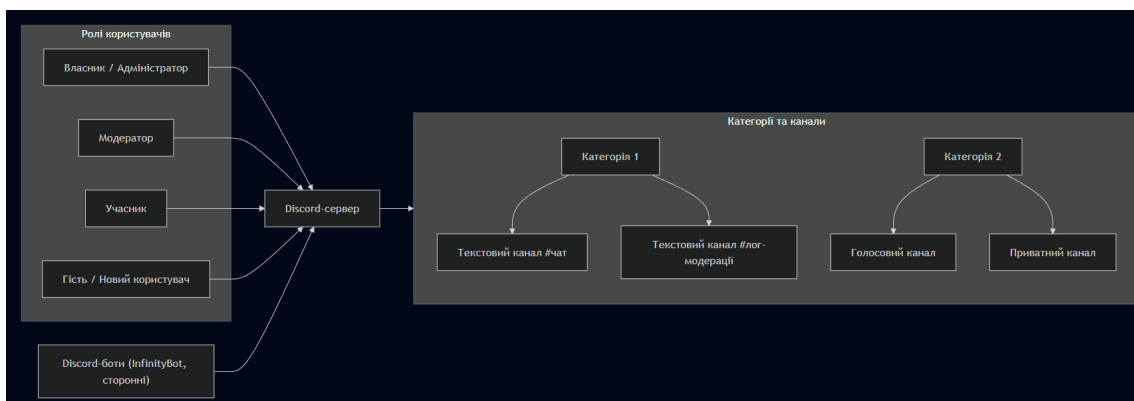 Ролі користувачів
Власник / Адміністратор
Модератор
Учасник
Гість / Новий користувач
Discord-боти (InfinityBot,
сторонні)
Discord-сервер
Категорії та канали
Категорія 1
Категорія 2
Текстовий канал #чат
Текстовий канал #лог-
модерації
Голосовий канал
Приватний канал